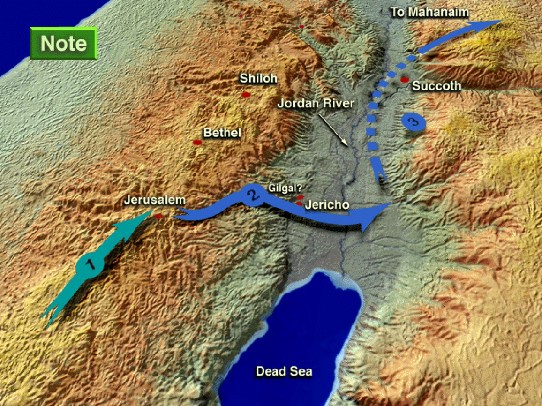 To Mahanaim
Note
Shiloh
Succoth
Jordan River
3
Bethel
Gilgal?
2
Jerusalem
Jericho
1
Dead Sea